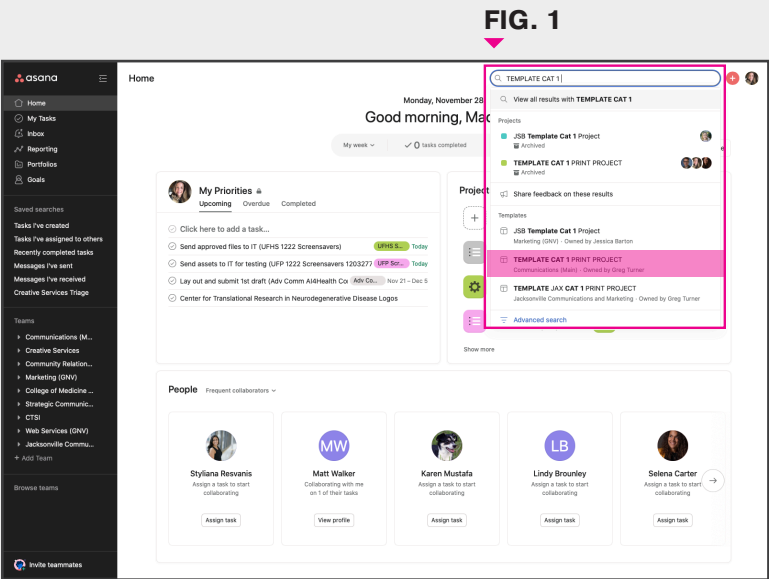 FIG. 1
asana
Home
TEMPLATE CAT 1
Home
My Tasks
Inbox
Reporting
Portfolios
Goals
Saved searches
Tasks I've created
Tasks I've assigned to others
Recently completed tasks
Messages I've sent
Messages I've received
Creative Services Triage
Teams
Communications (M...
Creative Services
Community Relation...
Marketing (GNV)
College of Medicine ...
Strategic Communic...
CTSI
Web Services (GNV)
Jacksonville Commu...
+ Add Team
Browse teams
Invite teammates
Monday, November 28
Good morning, Mac
My week
0 tasks completed
My Priorities
Upcoming Overdue Completed
Click here to add a task...
Send approved files to IT (UFHS 1222 Screensavers) UFHS S... Today
Send assets to IT for testing (UFP 1222 Screensavers 1203277 UFP Scr... Today
Lay out and submit 1st draft (Adv Comm AI4Health Co Adv Co... Nov 21 – Dec 5
Center for Translational Research in Neurodegenerative Disease Logos
Project
Show more
View all results with TEMPLATE CAT 1
Projects
JSB Template Cat 1 Project
Archived
TEMPLATE CAT 1 PRINT PROJECT
Archived
Share feedback on these results
Templates
JSB Template Cat 1 Project
Marketing (GNV) - Owned by Jessica Barton
TEMPLATE CAT 1 PRINT PROJECT
Communications (Main) - Owned by Greg Turner
TEMPLATE JAX CAT 1 PRINT PROJECT
Jacksonville Communications and Marketing - Owned by Greg Turner
Advanced search
People Frequent collaborators
Styliana Resvanis
Assign a task to start
collaborating
Assign task
MW
Matt Walker
Collaborating with me
on 1 of their tasks
View profile
Karen Mustafa
Assign a task to start
collaborating
Assign task
LB
Lindy Brounley
Assign a task to start
collaborating
Assign task
Selena Carter
Assign a task to start
collaborating
Assign task